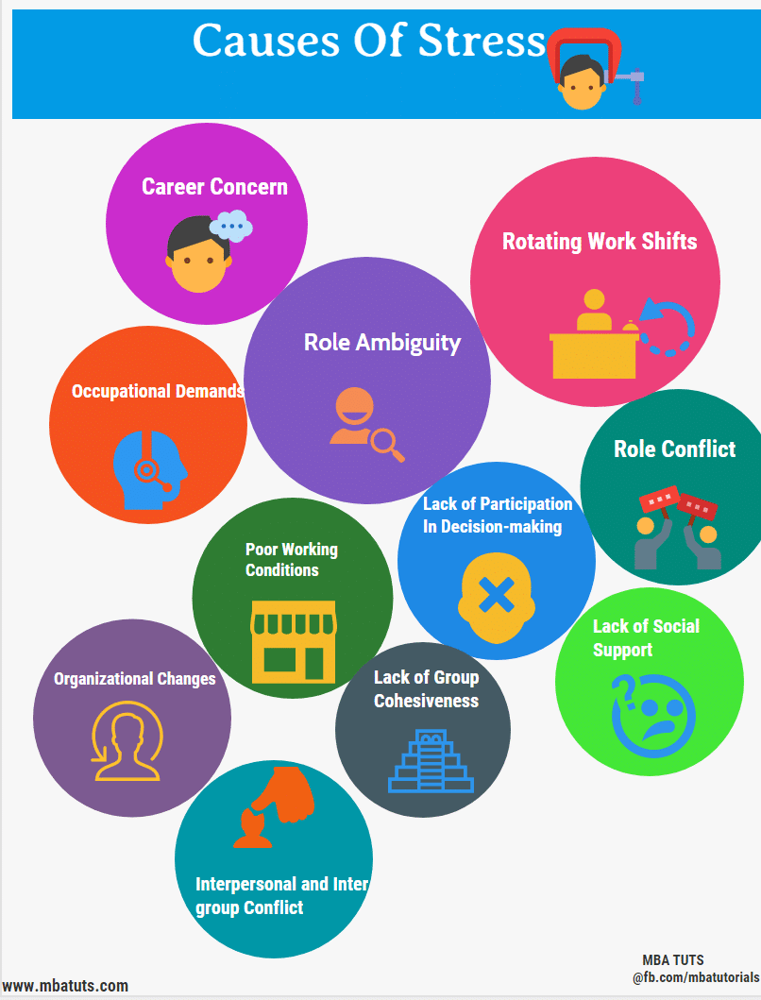 Causes Of Stress
Career Concern
Rotating Work Shifts
Role Ambiguity
Occupational Demands
Role Conflict
Lack of Participation
In Decision-making
Poor Working
Conditions
Lack of Social
Support
Organizational Changes
Lack of Group
Cohesiveness
Interpersonal and Inter
group Conflict
MBA TUTS
@fb.com/mbatutorials
www.mbatuts.com